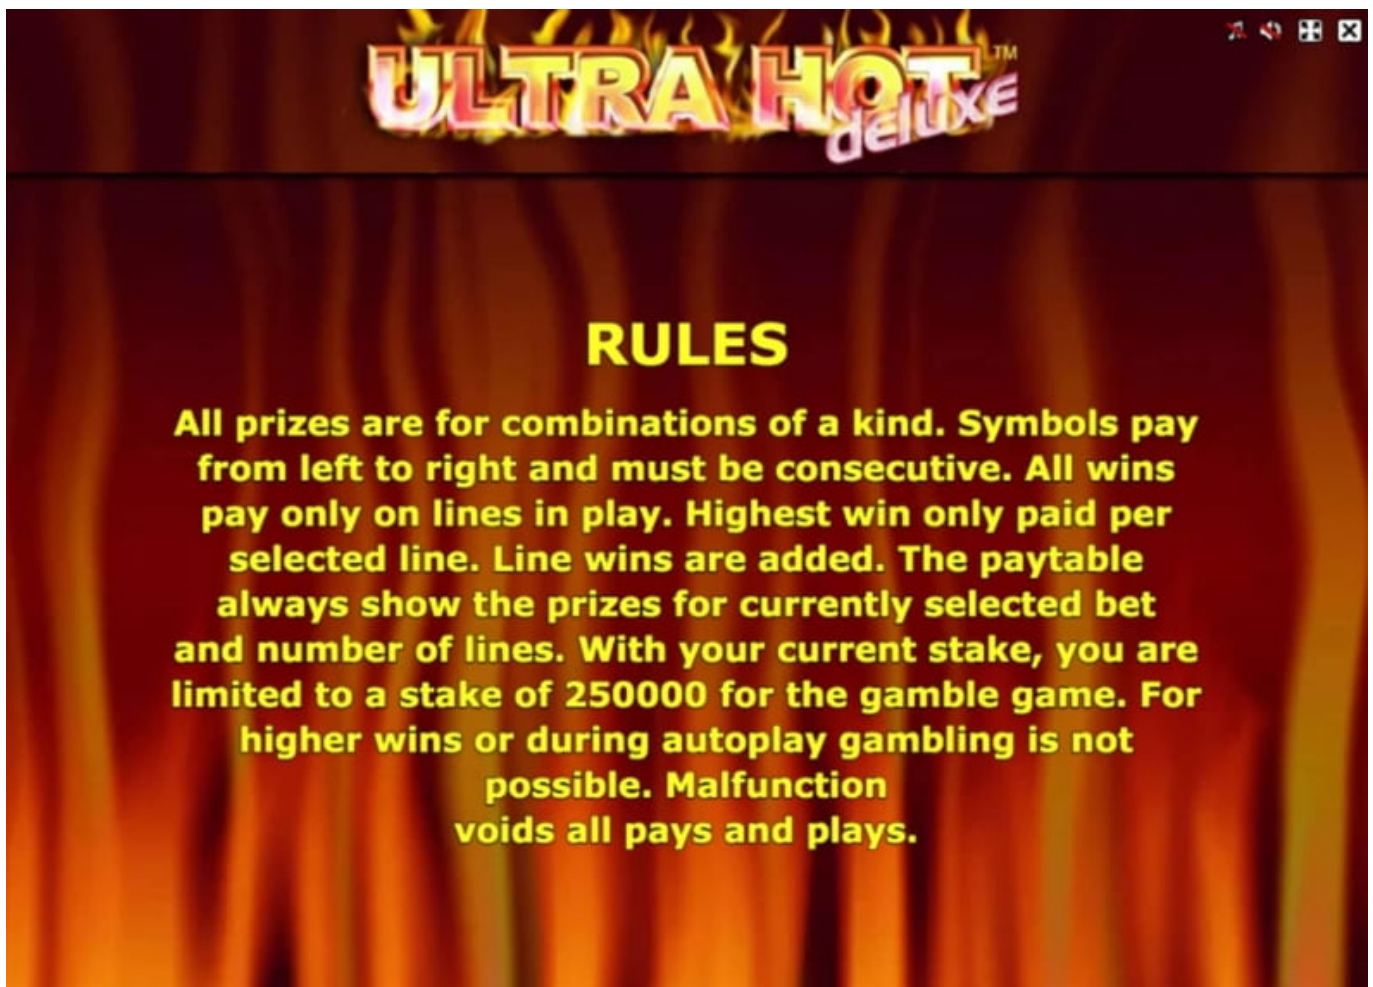 ULTRA HOT™
deluxe
RULES
All prizes are for combinations of a kind. Symbols pay
from left to right and must be consecutive. All wins
pay only on lines in play. Highest win only paid per
selected line. Line wins are added. The paytable
always show the prizes for currently selected bet
and number of lines. With your current stake, you are
limited to a stake of 250000 for the gamble game. For
higher wins or during autoplay gambling is not
possible. Malfunction
voids all pays and plays.